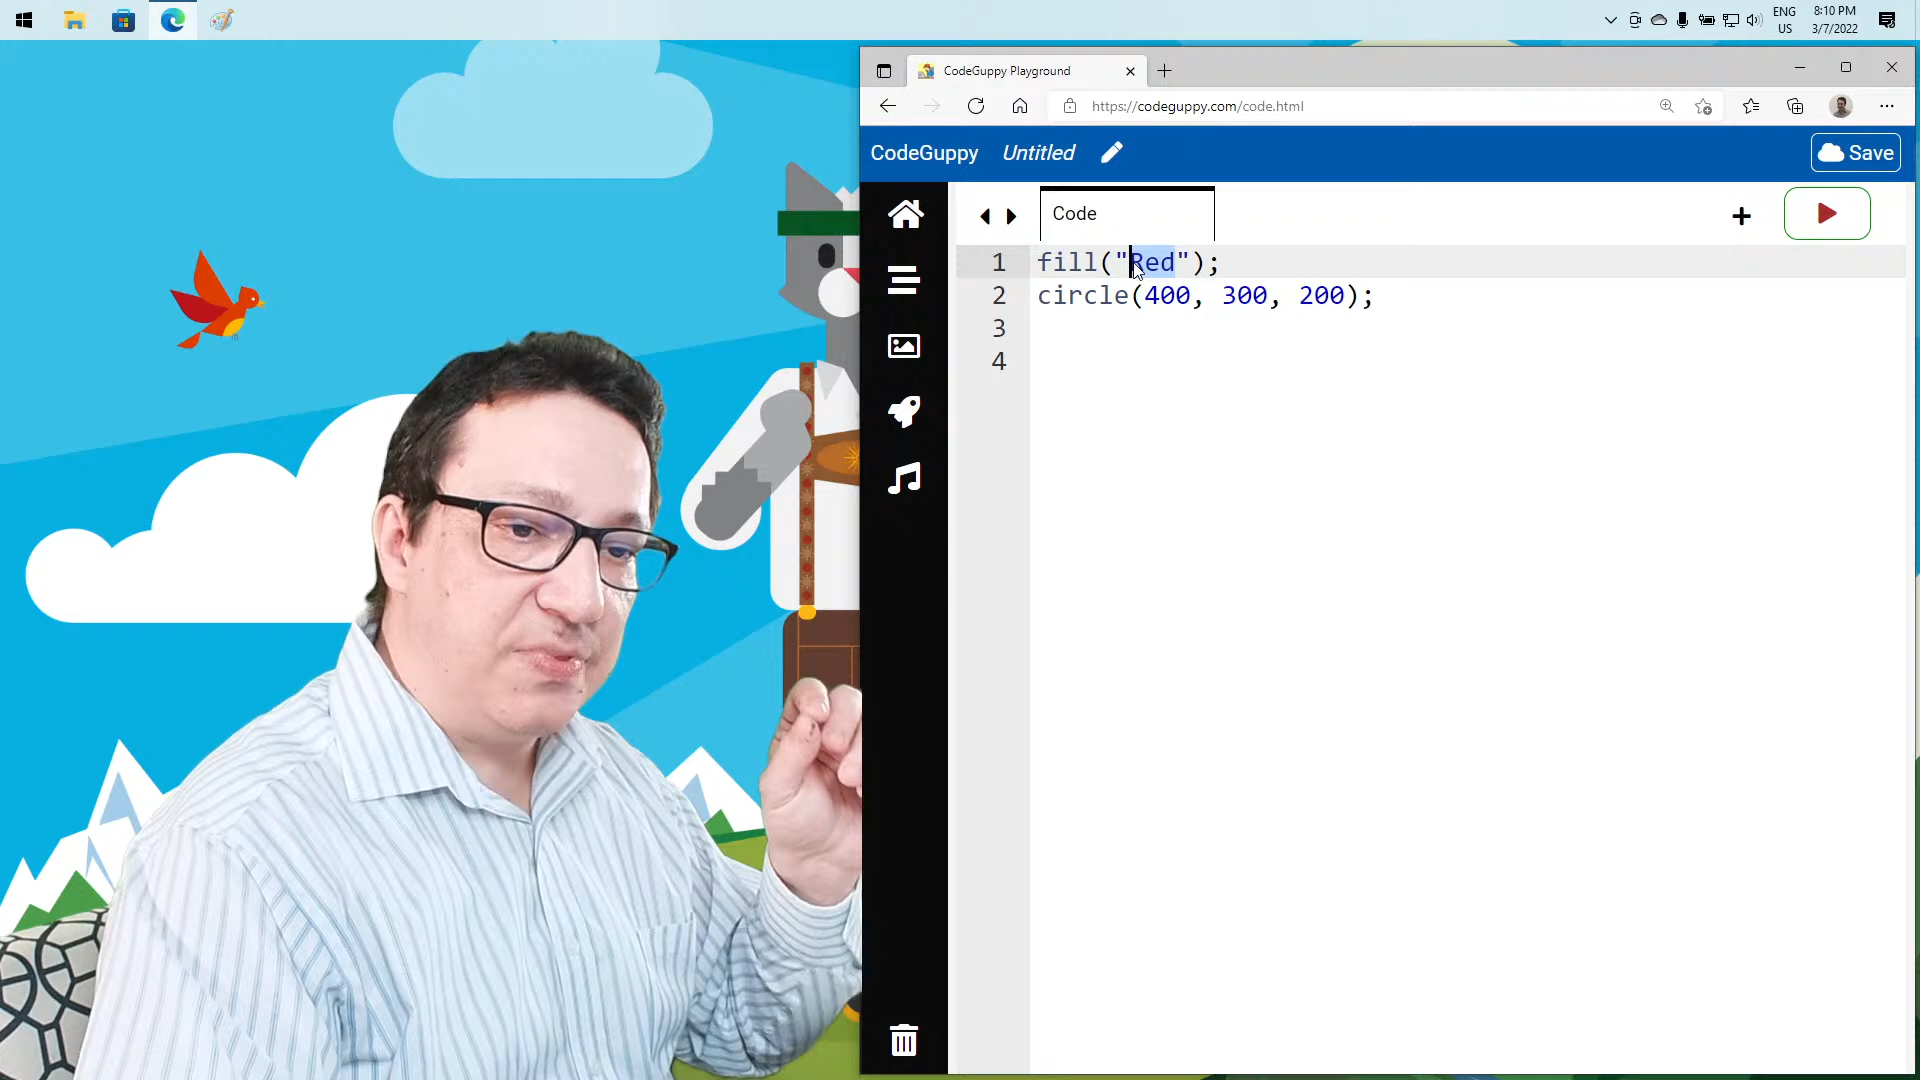 ENG
US
8:10 PM
3/7/2022
CodeGuppy Playground
https://codeguppy.com/code.html
CodeGuppy Untitled Save
Code
1 fill("Red");
2 circle(400, 300, 200);
3
4